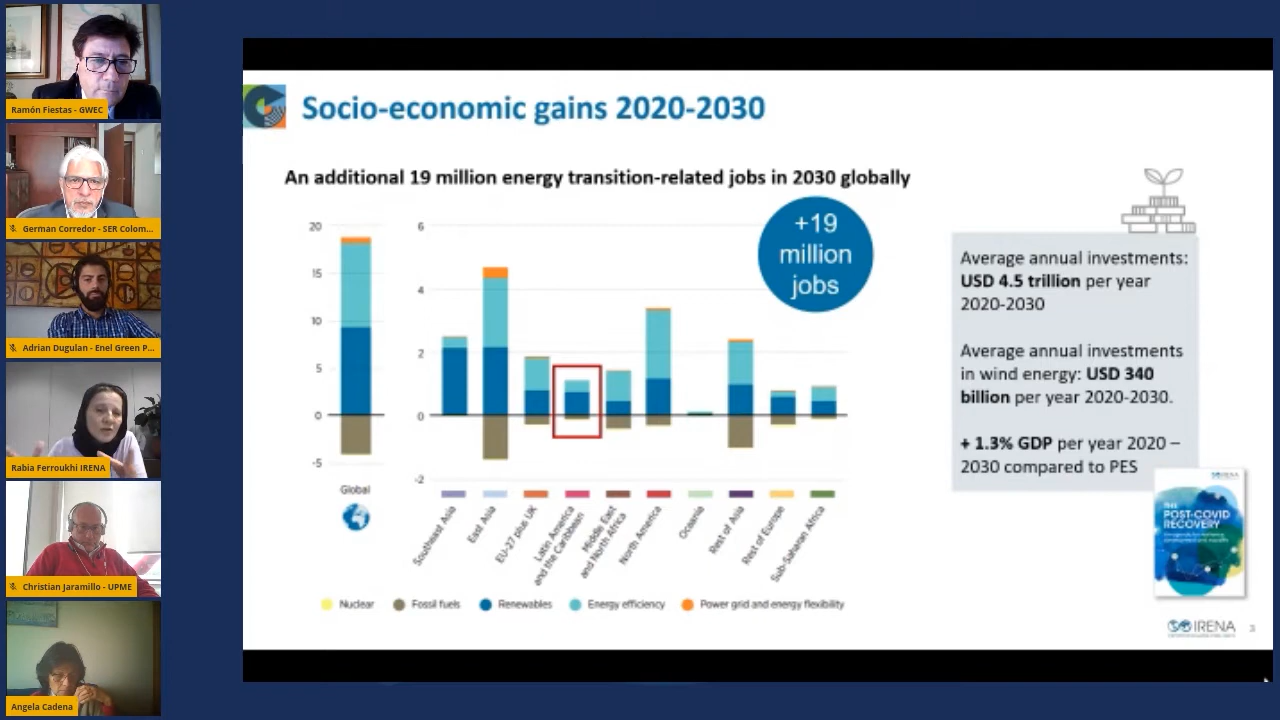 Ramón Fiestas - GWEC
German Corredor - SER Colom...
Adrian Dugulan - Enel Green P...
Rabia Ferroukhi IRENA
Christian Jaramillo - UPME
Angela Cadena
Socio-economic gains 2020-2030
An additional 19 million energy transition-related jobs in 2030 globally
+19
million
jobs
20
15
10
5
0
-5
6
4
2
0
-2
Global
Southeast Asia
East Asia
EU-27 plus UK
Latin America
and the Caribbean
Middle East
and North Africa
North America
Oceania
Rest of Asia
Rest of Europe
Sub-Saharan Africa
Nuclear
Fossil fuels
Renewables
Energy efficiency
Power grid and energy flexibility
Average annual investments:
USD 4.5 trillion per year
2020-2030
Average annual investments
in wind energy: USD 340
billion per year 2020-2030.
+ 1.3% GDP per year 2020 –
2030 compared to PES
THE
POST-COVID
RECOVERY
IRENA
3